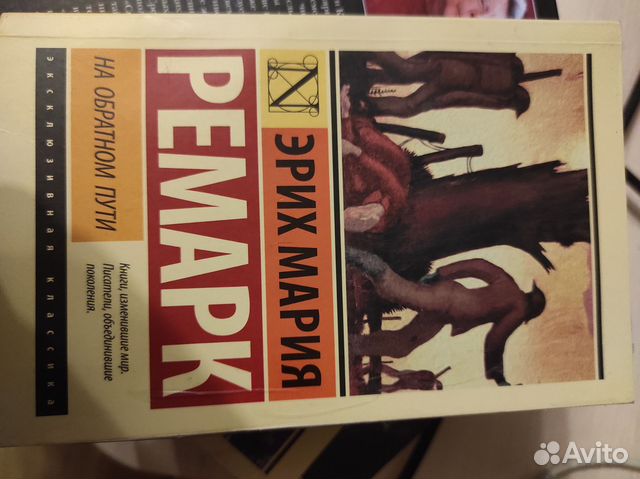 ЭРИХ МАРИЯ
РЕМАРК
НА ОБРАТНОМ ПУТИ
Книги, изменившие мир.
Писатели, объединившие
поколения.
ЭКСКЛЮЗИВНАЯ КЛАССИКА
Avito